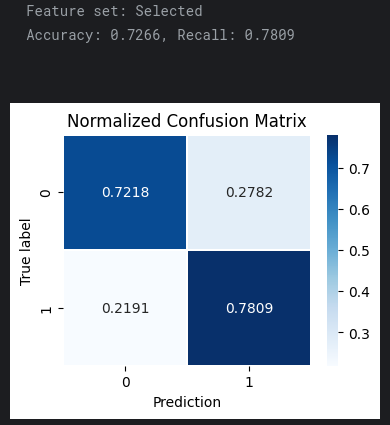 Feature set: Selected
Accuracy: 0.7266, Recall: 0.7809
Normalized Confusion Matrix
0.7218 0.2782
0.2191 0.7809
True label
0
1
0 1
Prediction
0.7
0.6
0.5
0.4
0.3